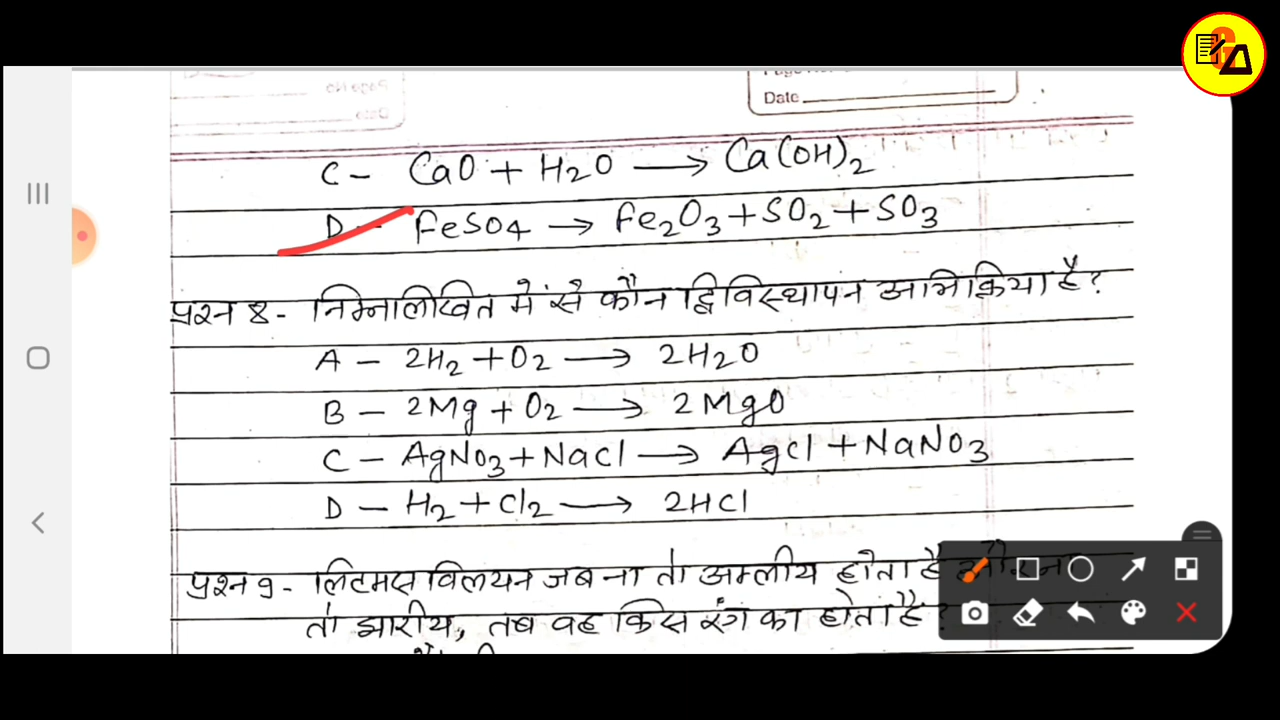 Date
C - CaO + H2O → Ca(OH)2
D - FeSO4 → Fe2O3 + SO2 + SO3
प्रश्न 8 - निम्नलिखित में से कौन द्विविस्थापन अभिक्रिया है?
A - 2H2 + O2 → 2H2O
B - 2Mg + O2 → 2MgO
C - AgNO3 + NaCl → AgCl + NaNO3
D - H2 + Cl2 → 2HCl
प्रश्न 9 - लिटमस विलयन जब ना तो अम्लीय होता है ना
तो क्षारीय, तब वह किस रंग का होता है?